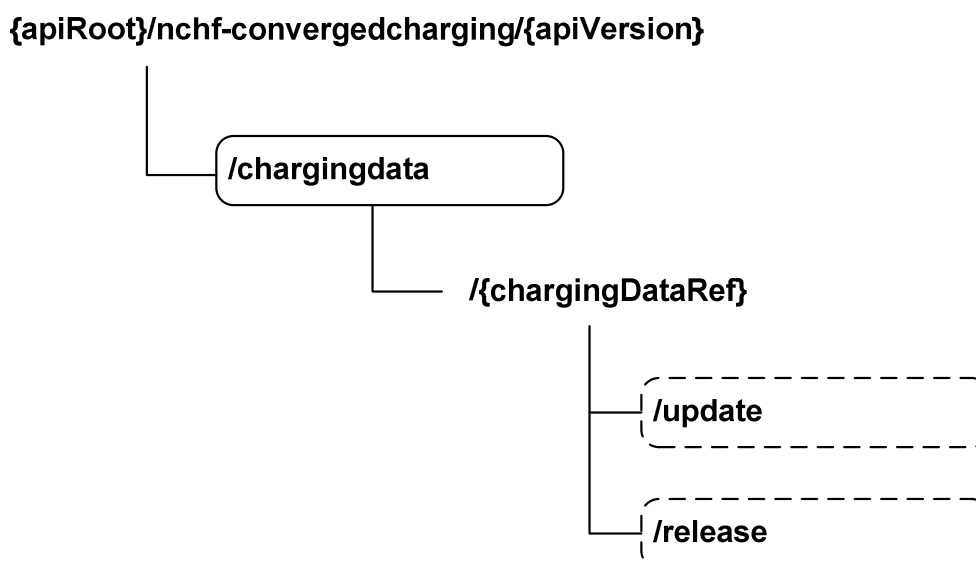 {apiRoot}/nchf-convergedcharging/{apiVersion}
/chargingdata
/{chargingDataRef}
/update
/release